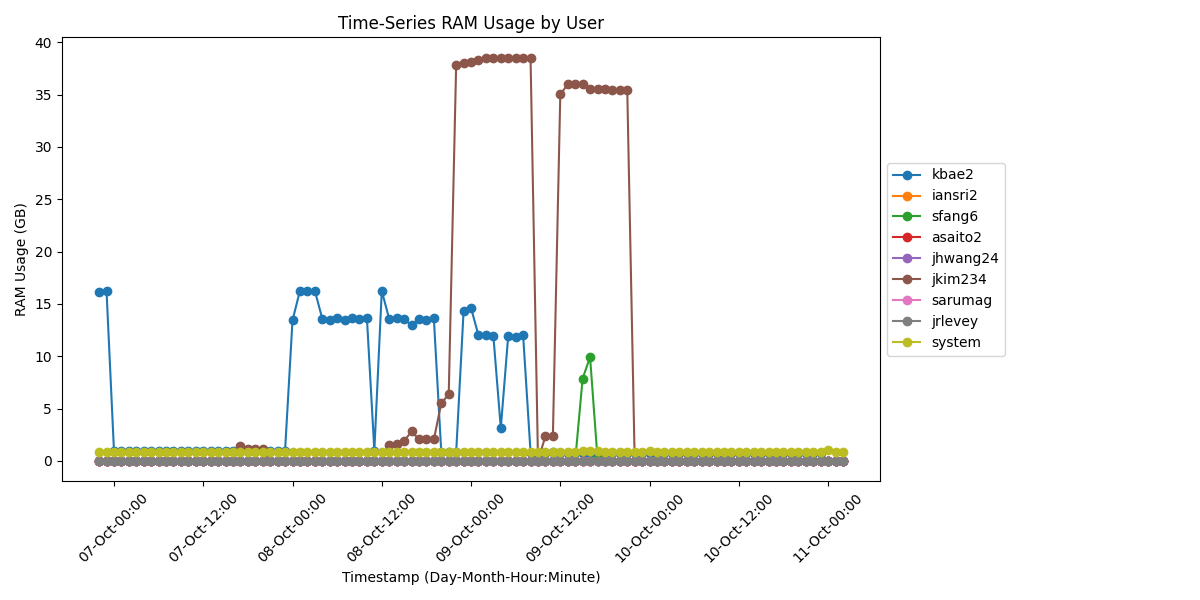 Time-Series RAM Usage by User
RAM Usage (GB)
40
35
30
25
20
15
10
5
0
07-Oct-00:00
07-Oct-12:00
08-Oct-00:00
08-Oct-12:00
09-Oct-00:00
09-Oct-12:00
10-Oct-00:00
10-Oct-12:00
11-Oct-00:00
Timestamp (Day-Month-Hour:Minute)
kbae2
iansri2
sfang6
asaito2
jhwang24
jkim234
sarumag
jrlevey
system